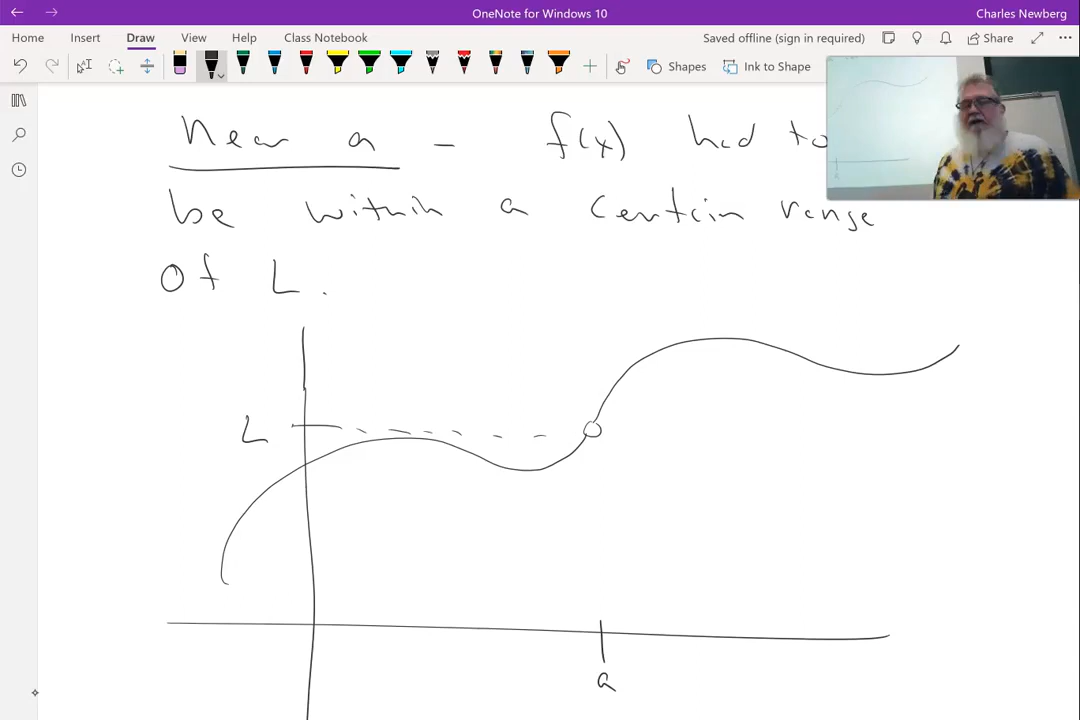 OneNote for Windows 10
Charles Newberg
Home Insert Draw View Help Class Notebook
Saved offline (sign in required)
Share
Shapes
Ink to Shape
Near a - f(x) had to
be within a certain range
of L.
L
a